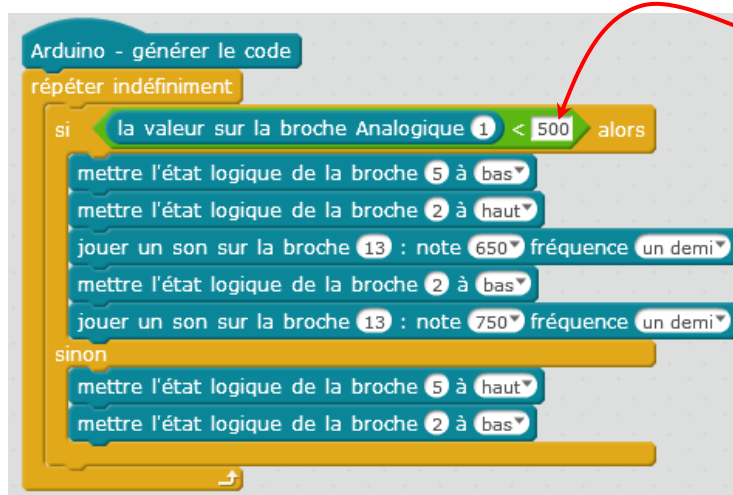 Arduino - générer le code
répéter indéfiniment
si la valeur sur la broche Analogique 1 < 500 alors
mettre l'état logique de la broche 5 à bas
mettre l'état logique de la broche 2 à haut
jouer un son sur la broche 13 : note 650 fréquence un demi
mettre l'état logique de la broche 2 à bas
jouer un son sur la broche 13 : note 750 fréquence un demi
sinon
mettre l'état logique de la broche 5 à haut
mettre l'état logique de la broche 2 à bas